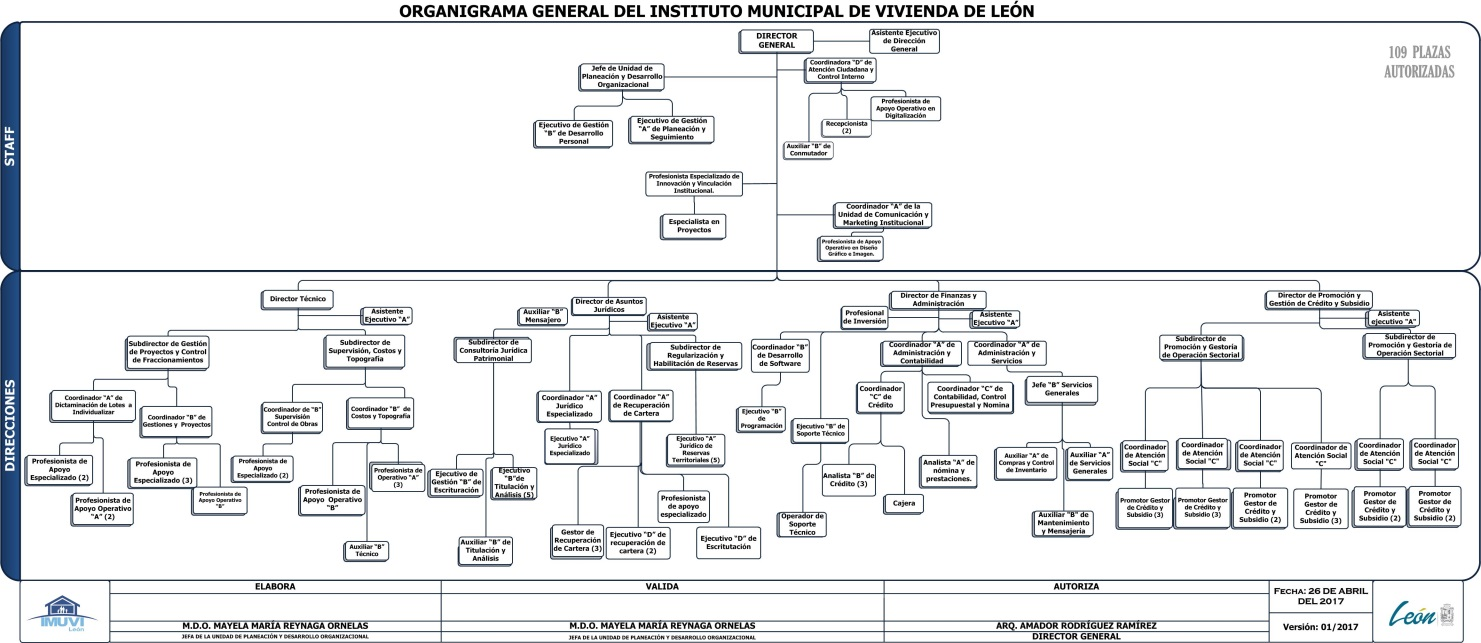 ORGANIGRAMA GENERAL DEL INSTITUTO MUNICIPAL DE VIVIENDA DE LEÓN
STAFF
109 PLAZAS
AUTORIZADAS
DIRECTOR
GENERAL
Asistente Ejecutivo
de Dirección
General
Jefe de Unidad de
Planeación y Desarrollo
Organizacional
Coordinadora "D" de
Atención Ciudadana y
Control Interno
Ejecutivo de Gestión
"B" de Desarrollo
Personal
Ejecutivo de Gestión
"A" de Planeación y
Seguimiento
Profesionista de
Apoyo Operativo en
Digitalización
Recepcionista
(2)
Auxiliar "B" de
Conmutador
Profesionista Especializado de
Innovación y Vinculación
Institucional.
Especialista en
Proyectos
Coordinador "A" de la
Unidad de Comunicación y
Marketing Institucional
Profesionista de Apoyo
Operativo en Diseño
Gráfico e Imagen.
DIRECCIONES
Director Técnico
Asistente
Ejecutivo "A"
Subdirector de Gestión
de Proyectos y Control
de Fraccionamientos
Subdirector de
Supervisión, Costos y
Topografía
Coordinador "A" de
Dictaminación de Lotes a
Individualizar
Coordinador "B" de
Gestiones y Proyectos
Coordinador de "B"
Supervisión
Control de Obras
Coordinador "B" de
Costos y Topografía
Profesionista de
Apoyo
Especializado (2)
Profesionista de
Apoyo Operativo
"A" (2)
Profesionista de
Apoyo
Especializado (3)
Profesionista de
Apoyo Operativo
"B"
Profesionista de
Apoyo
Especializado (2)
Profesionista de
Apoyo Operativo
"B"
Profesionista de
Operativo "A"
(3)
Auxiliar "B"
Técnico
Director de Asuntos
Jurídicos
Auxiliar "B"
Mensajero
Asistente
Ejecutivo "A"
Subdirector de
Consultoría Jurídica
Patrimonial
Subdirector de
Regularización y
Habilitación de Reservas
Coordinador "A"
Jurídico
Especializado
Coordinador "A"
de Recuperación
de Cartera
Ejecutivo "A"
Jurídico
Especializado
Ejecutivo "A"
Jurídico de
Reservas
Territoriales (5)
Ejecutivo de
Gestión "B" de
Escrituración
Ejecutivo
"B"de
Titulación y
Análisis (5)
Auxiliar "B" de
Titulación y
Análisis
Profesionista
de apoyo
especializado
Gestor de
Recuperación
de Cartera (3)
Ejecutivo "D" de
recuperación de
cartera (2)
Ejecutivo "D" de
Escritutación
Director de Finanzas y
Administración
Profesional
de Inversión
Asistente
Ejecutivo "A"
Coordinador "B"
de Desarrollo
de Software
Coordinador "A" de
Administración y
Contabilidad
Coordinador "A" de
Administración y
Servicios
Coordinador
"C" de
Crédito
Coordinador "C" de
Contabilidad, Control
Presupuestal y Nomina
Jefe "B" Servicios
Generales
Ejecutivo "B"
de
Programación
Ejecutivo "B" de
Soporte Técnico
Analista "B" de
Crédito (3)
Cajera
Analista "A" de
nómina y
prestaciones.
Operador de
Soporte
Técnico
Auxiliar "A" de
Compras y Control
de Inventario
Auxiliar "A"
de Servicios
Generales
Auxiliar "B" de
Mantenimiento
y Mensajería
Director de Promoción y
Gestión de Crédito y Subsidio
Asistente
ejecutivo "A"
Subdirector de
Promoción y Gestoría
de Operación Sectorial
Subdirector de
Promoción y Gestoría
de Operación Sectorial
Coordinador
de Atención
Social "C"
Coordinador
de Atención
Social "C"
Coordinador
de Atención
Social "C"
Coordinador de
Atención Social
"C"
Coordinador
de Atención
Social "C"
Coordinador
de Atención
Social "C"
Promotor Gestor
de Crédito y
Subsidio (3)
Promotor Gestor
de Crédito y
Subsidio (3)
Promotor
Gestor de
Crédito y
Subsidio (2)
Promotor
Gestor de
Crédito y
Subsidio (3)
Promotor
Gestor de
Crédito y
Subsidio (2)
Promotor
Gestor de
Crédito y
Subsidio (2)
IMUVI
León
ELABORA
M.D.O. MAYELA MARÍA REYNAGA ORNELAS
JEFA DE LA UNIDAD DE PLANEACIÓN Y DESARROLLO ORGANIZACIONAL
VALIDA
M.D.O. MAYELA MARÍA REYNAGA ORNELAS
JEFA DE LA UNIDAD DE PLANEACIÓN Y DESARROLLO ORGANIZACIONAL
AUTORIZA
ARQ. AMADOR RODRÍGUEZ RAMÍREZ
DIRECTOR GENERAL
FECHA: 26 DE ABRIL
DEL 2017
Versión: 01/2017
León